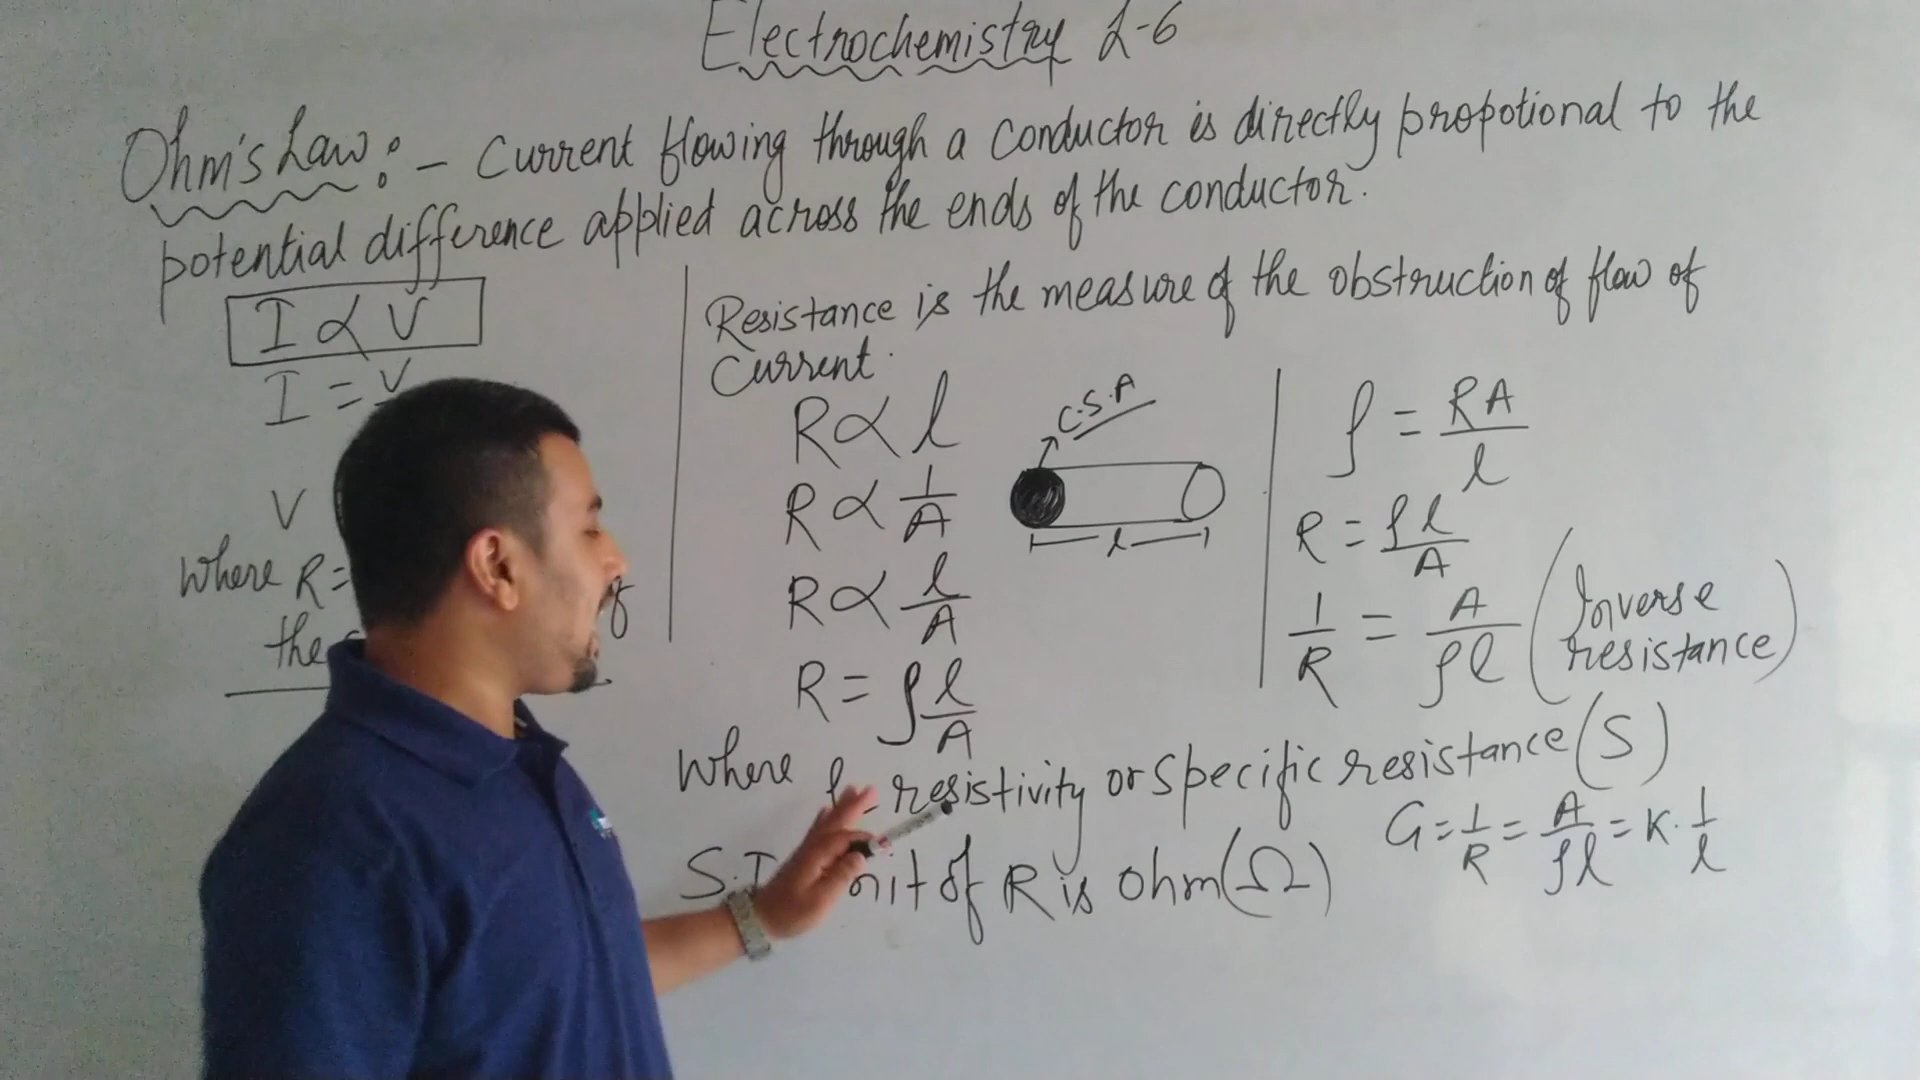 Electrochemistry L-6
Ohm's Law :- Current flowing through a conductor is directly propotional to the
potential difference applied across the ends of the conductor.
I ∝ V
I = V
V
Where R =
of
the
Resistance is the measure of the obstruction of flow of
Current.
R ∝ l
R ∝ 1/A
R ∝ l/A
R = ρ l/A
C.S.A
l
ρ = RA/l
R = ρl/A
1/R = A/ρl (Inverse
resistance)
Where ρ = resistivity or specific resistance (S)
S.I unit of R is ohm (Ω)
G = 1/R = A/ρl = K. 1/l